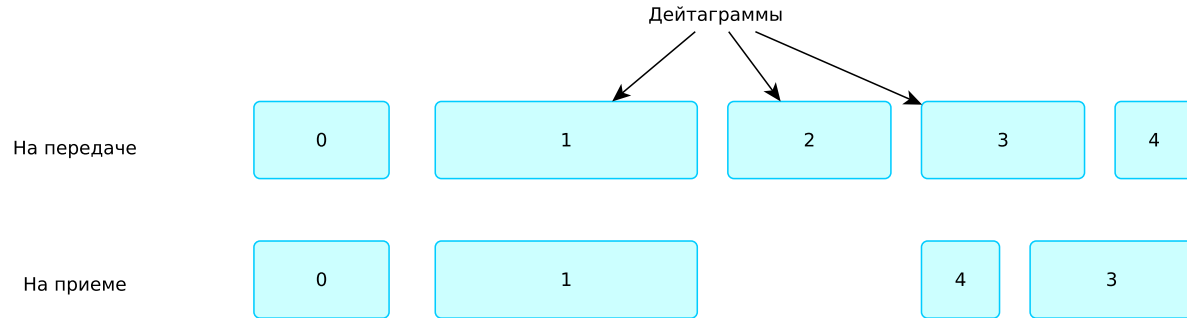 Дейтаграммы
На передаче 0 1 2 3 4
На приеме 0 1 4 3